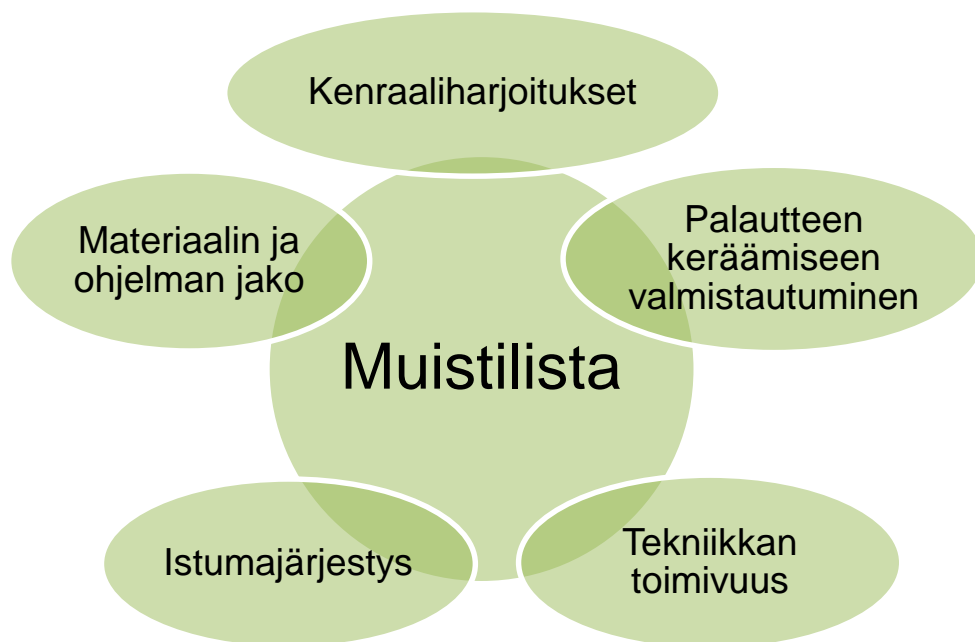 Kenraaliharjoitukset
Palautteen
keräämiseen
valmistautuminen
Materiaalin ja
ohjelman jako
Muistilista
Istumajärjestys
Tekniikkan
toimivuus